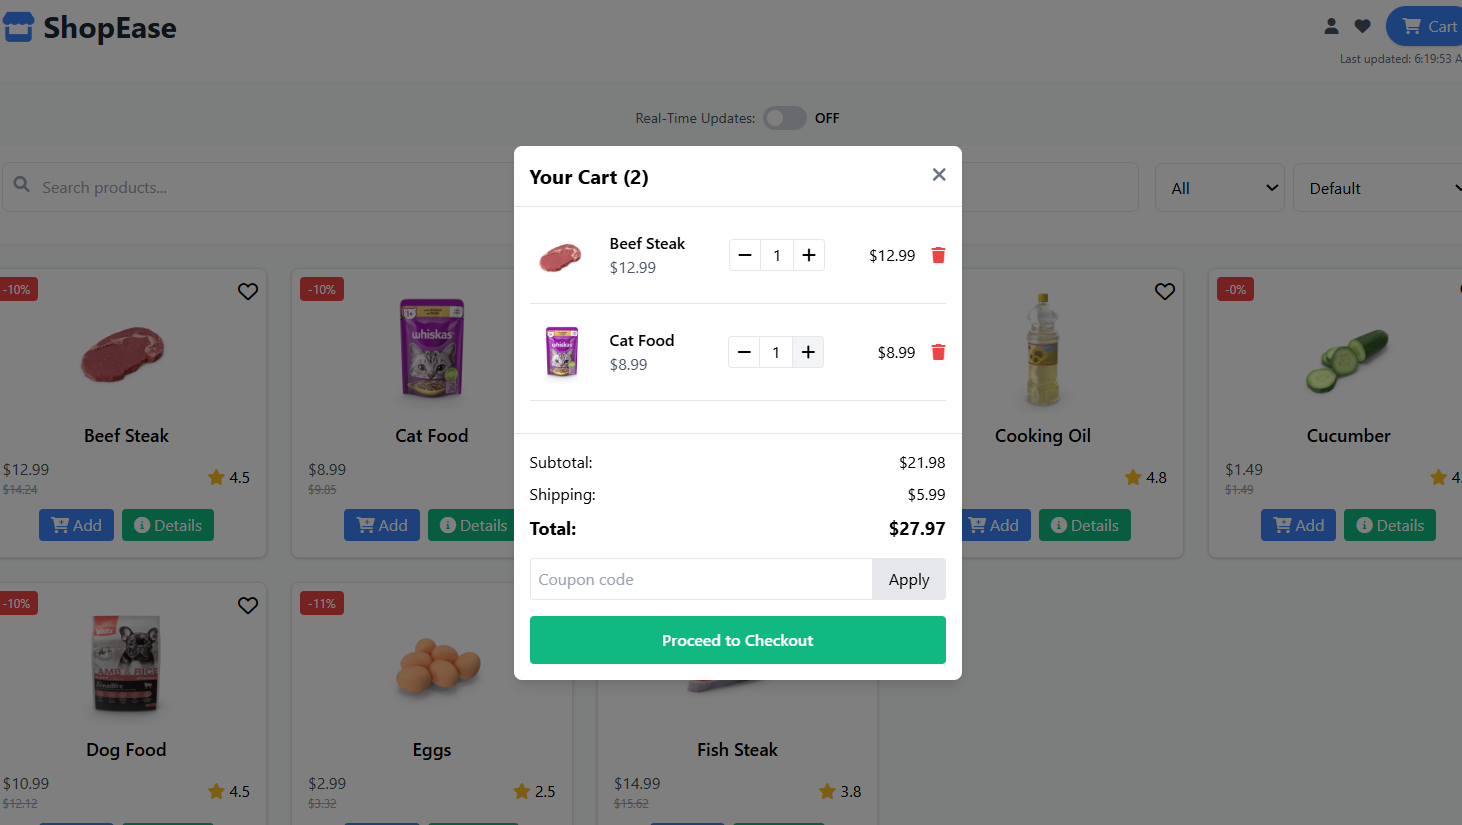 ShopEase
Cart
Last updated: 6:19:53 A
Real-Time Updates: OFF
Search products...
All
Default
Your Cart (2)
Beef Steak
$12.99
1
$12.99
whiskas
Cat Food
$8.99
1
$8.99
Subtotal: $21.98
Shipping: $5.99
Total: $27.97
Coupon code
Apply
Proceed to Checkout
-10%
Beef Steak
$12.99
$14.24
4.5
Add
Details
-10%
1+
whiskas
Cat Food
$8.99
$9.85
Add
Details
Cooking Oil
4.8
Add
Details
-0%
Cucumber
$1.49
$1.49
4.
Add
Details
-10%
LAMB & RICE
Sensitive
Dog Food
$10.99
$12.12
4.5
-11%
Eggs
$2.99
$3.32
2.5
Fish Steak
$14.99
$15.62
3.8